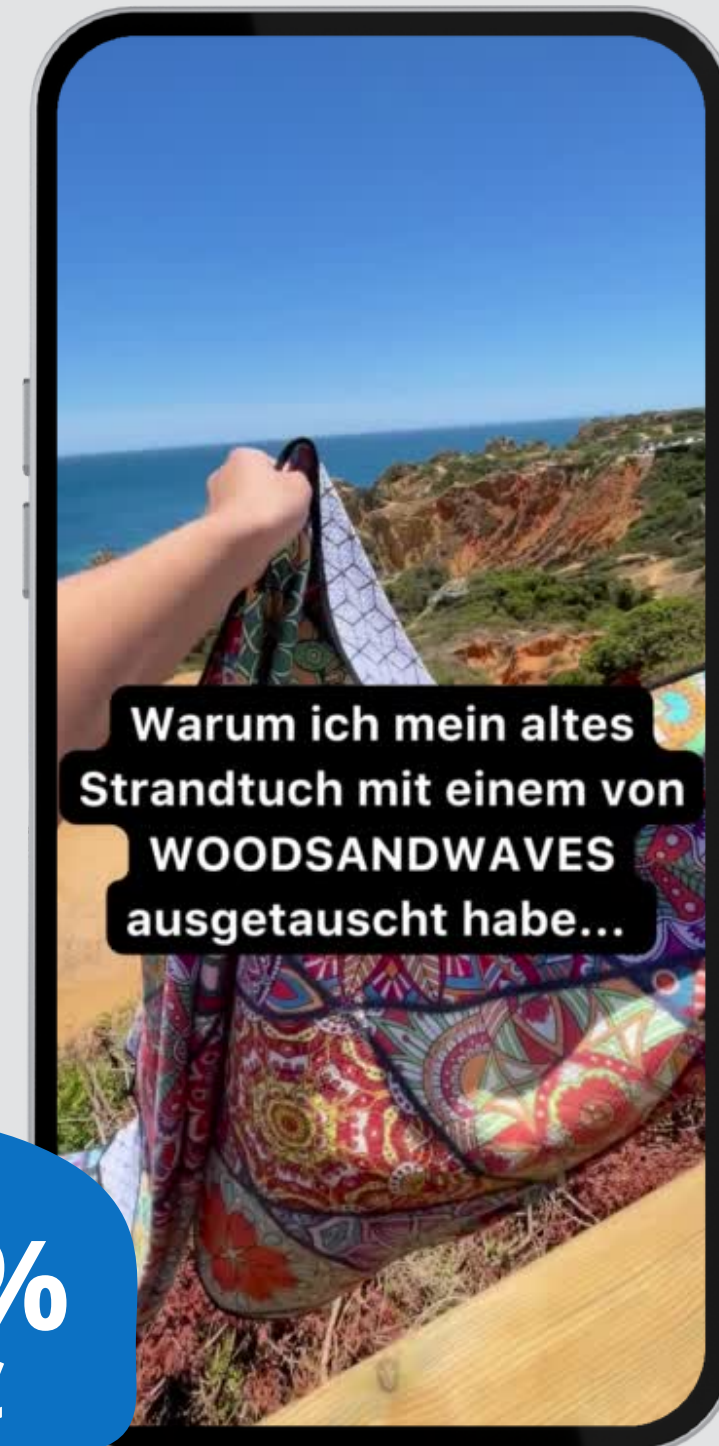 Warum ich mein altes
Strandtuch mit einem von
WOODSANDWAVES
ausgetauscht habe...
%